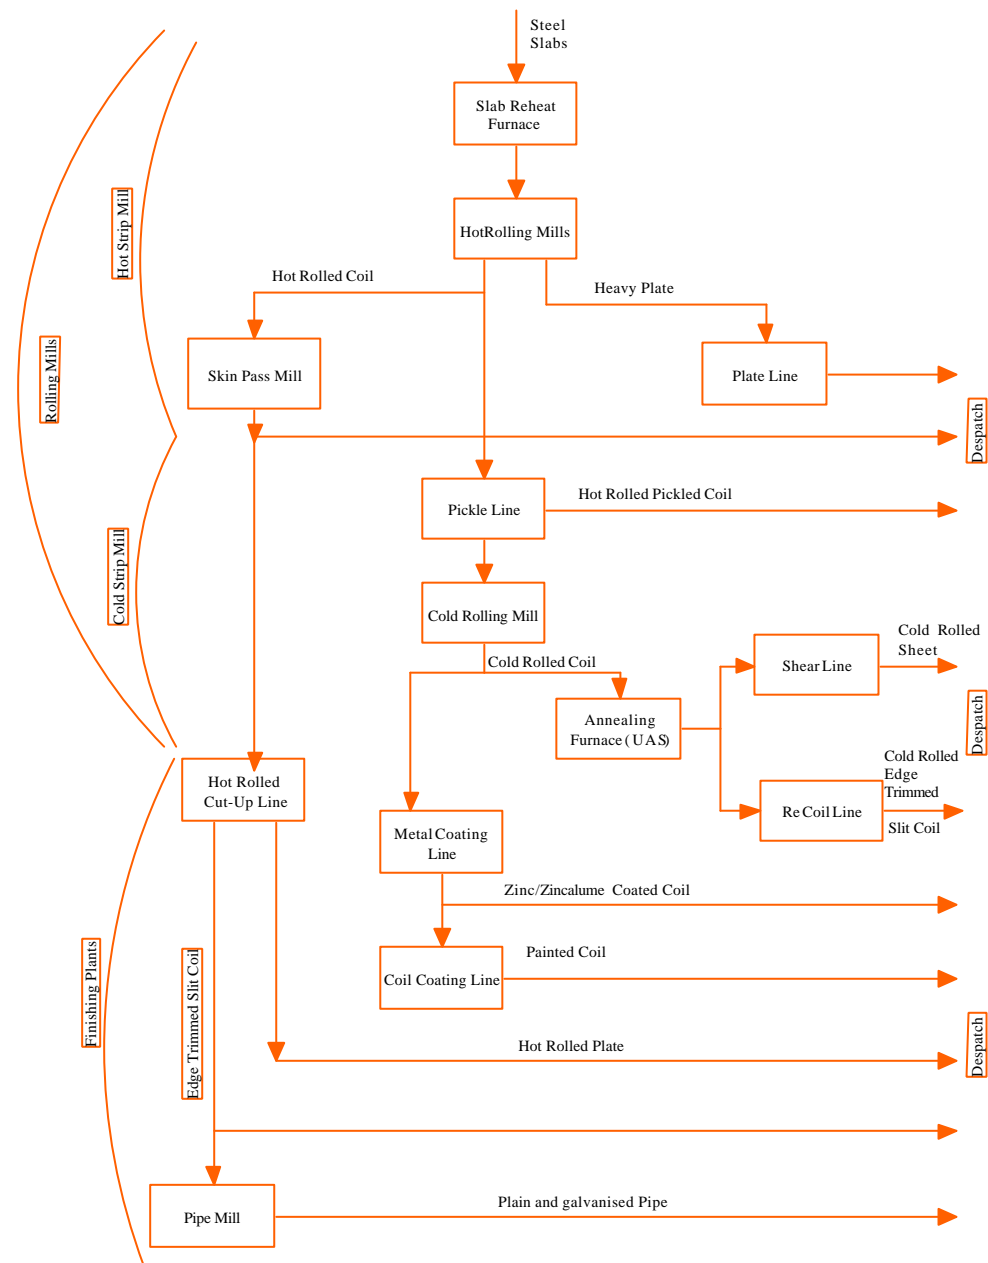 Steel
Slabs
Slab Reheat
Furnace
HotRolling Mills
Hot Strip Mill
Hot Rolled Coil
Heavy Plate
Rolling Mills
Skin Pass Mill
Plate Line
Despatch
Pickle Line
Hot Rolled Pickled Coil
Cold Strip Mill
Cold Rolling Mill
Cold Rolled Coil
Shear Line
Cold Rolled
Sheet
Annealing
Furnace (UAS)
Despatch
Hot Rolled
Cut-Up Line
Cold Rolled
Edge
Trimmed
Slit Coil
Re Coil Line
Metal Coating
Line
Zinc/Zincalume Coated Coil
Finishing Plants
Edge Trimmed Slit Coil
Painted Coil
Coil Coating Line
Hot Rolled Plate
Despatch
Pipe Mill
Plain and galvanised Pipe